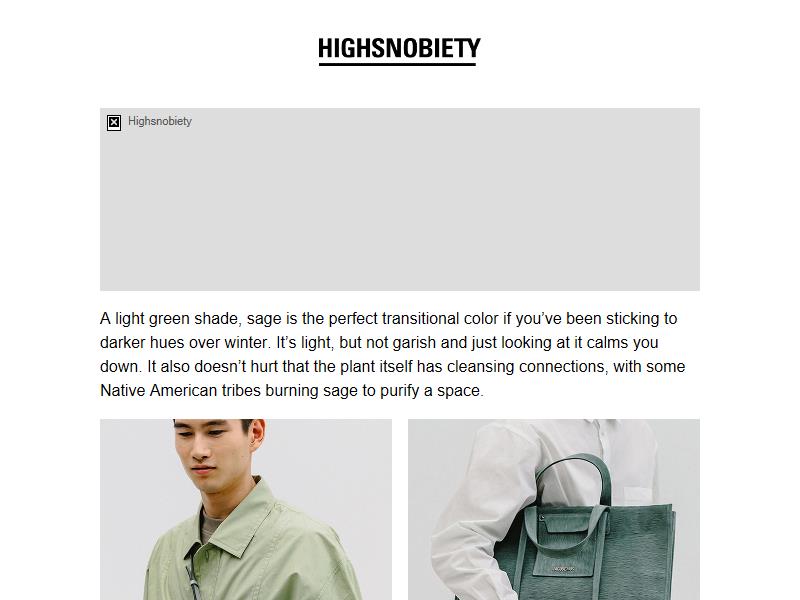 HIGHSNOBIETY
Highsnobiety
A light green shade, sage is the perfect transitional color if you’ve been sticking to
darker hues over winter. It’s light, but not garish and just looking at it calms you
down. It also doesn’t hurt that the plant itself has cleansing connections, with some
Native American tribes burning sage to purify a space.